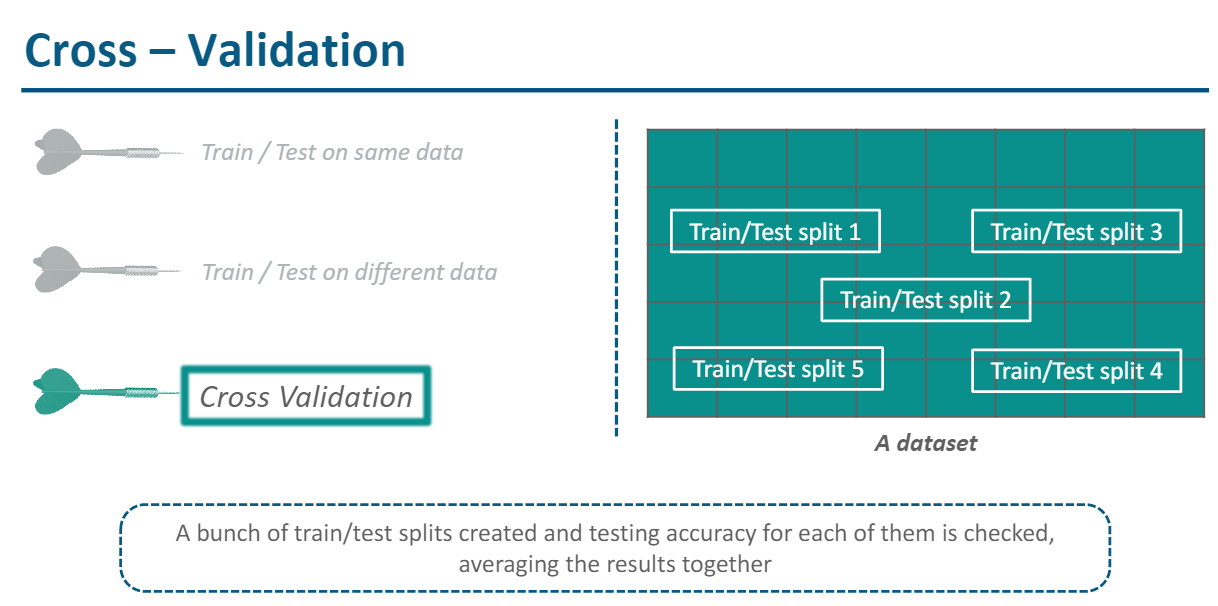 Cross – Validation
Train / Test on same data
Train / Test on different data
Cross Validation
Train/Test split 1
Train/Test split 3
Train/Test split 2
Train/Test split 5
Train/Test split 4
A dataset
A bunch of train/test splits created and testing accuracy for each of them is checked,
averaging the results together